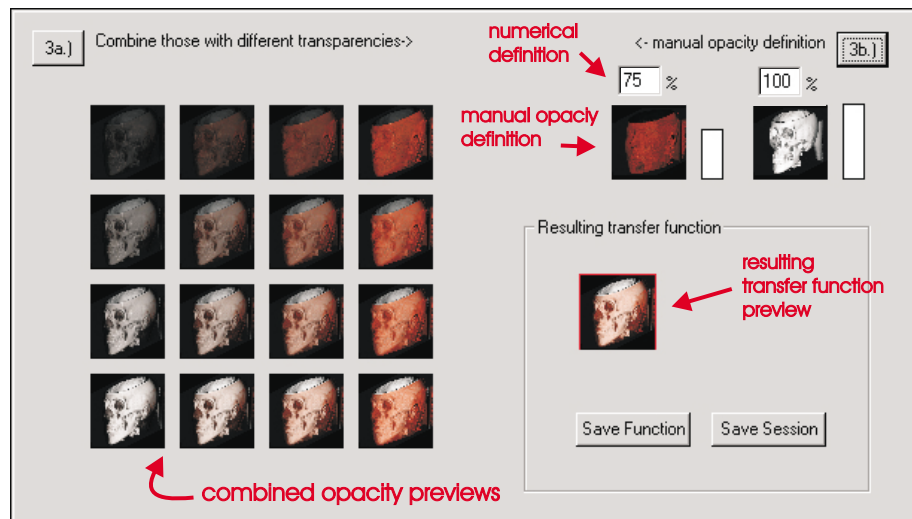 3a.)
Combine those with different transparencies->
numerical
definition
<- manual opacity definition
3b.)
75 %
100 %
manual opaciy
definition
Resulting transfer function
resulting
transfer function
preview
Save Function
Save Session
combined opacity previews